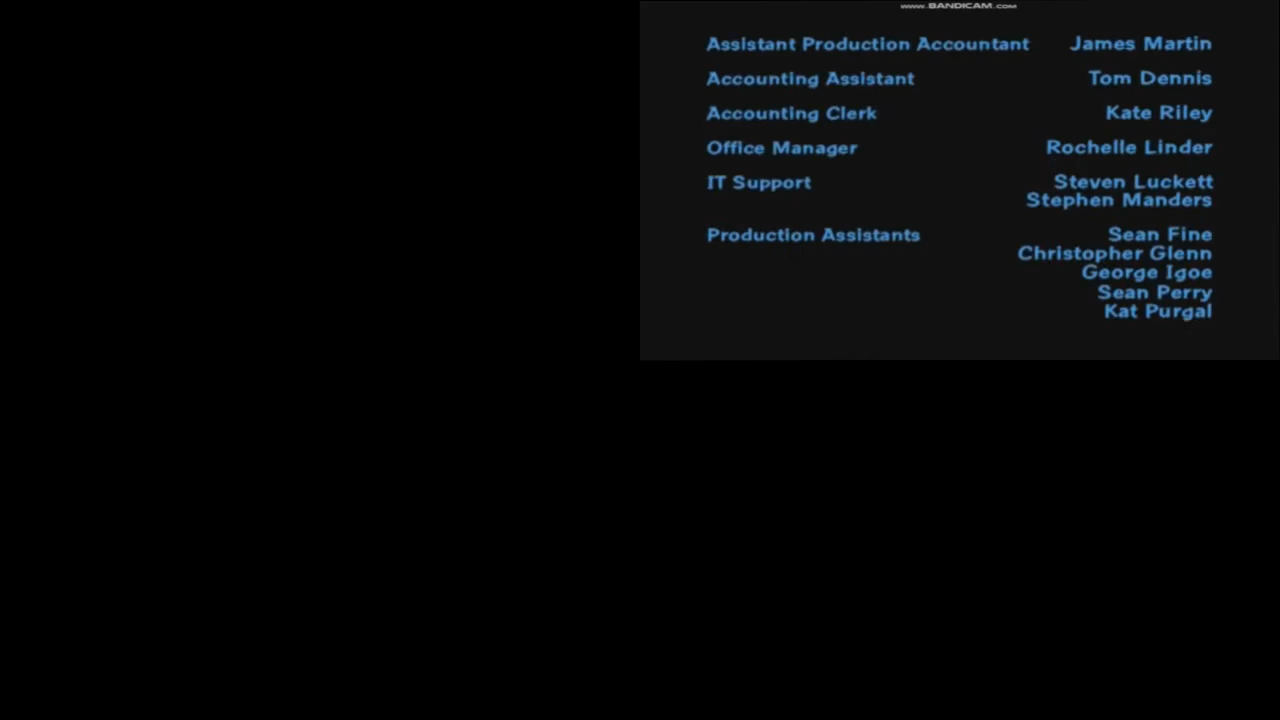 www.BANDICAM.com
Assistant Production Accountant James Martin
Accounting Assistant Tom Dennis
Accounting Clerk Kate Riley
Office Manager Rochelle Linder
IT Support Steven Luckett
Stephen Manders
Production Assistants Sean Fine
Christopher Glenn
George Igoe
Sean Perry
Kat Purgal